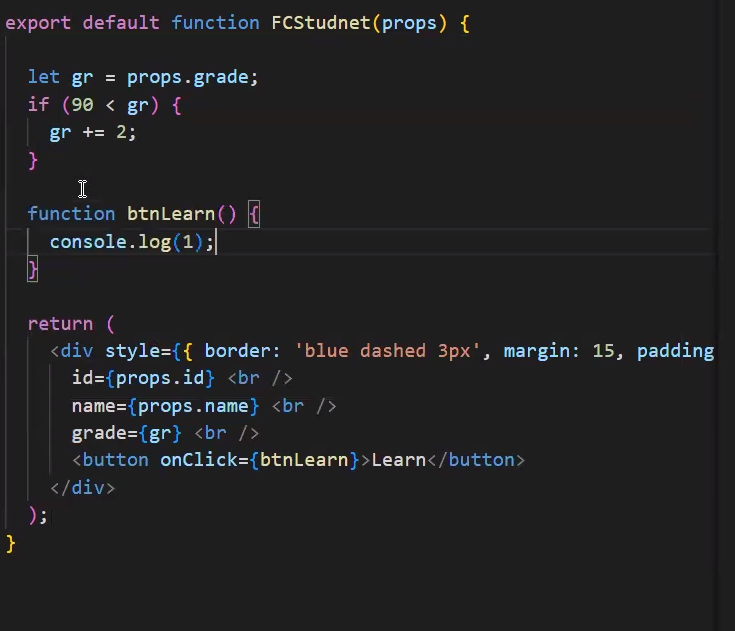 export default function FCStudnet(props) {
let gr = props.grade;
if (90 < gr) {
gr += 2;
}
function btnLearn() {
console.log(1);
}
return (
<div style={{ border: 'blue dashed 3px', margin: 15, padding
id={props.id} <br />
name={props.name} <br />
grade={gr} <br />
<button onClick={btnLearn}>Learn</button>
</div>
);
}